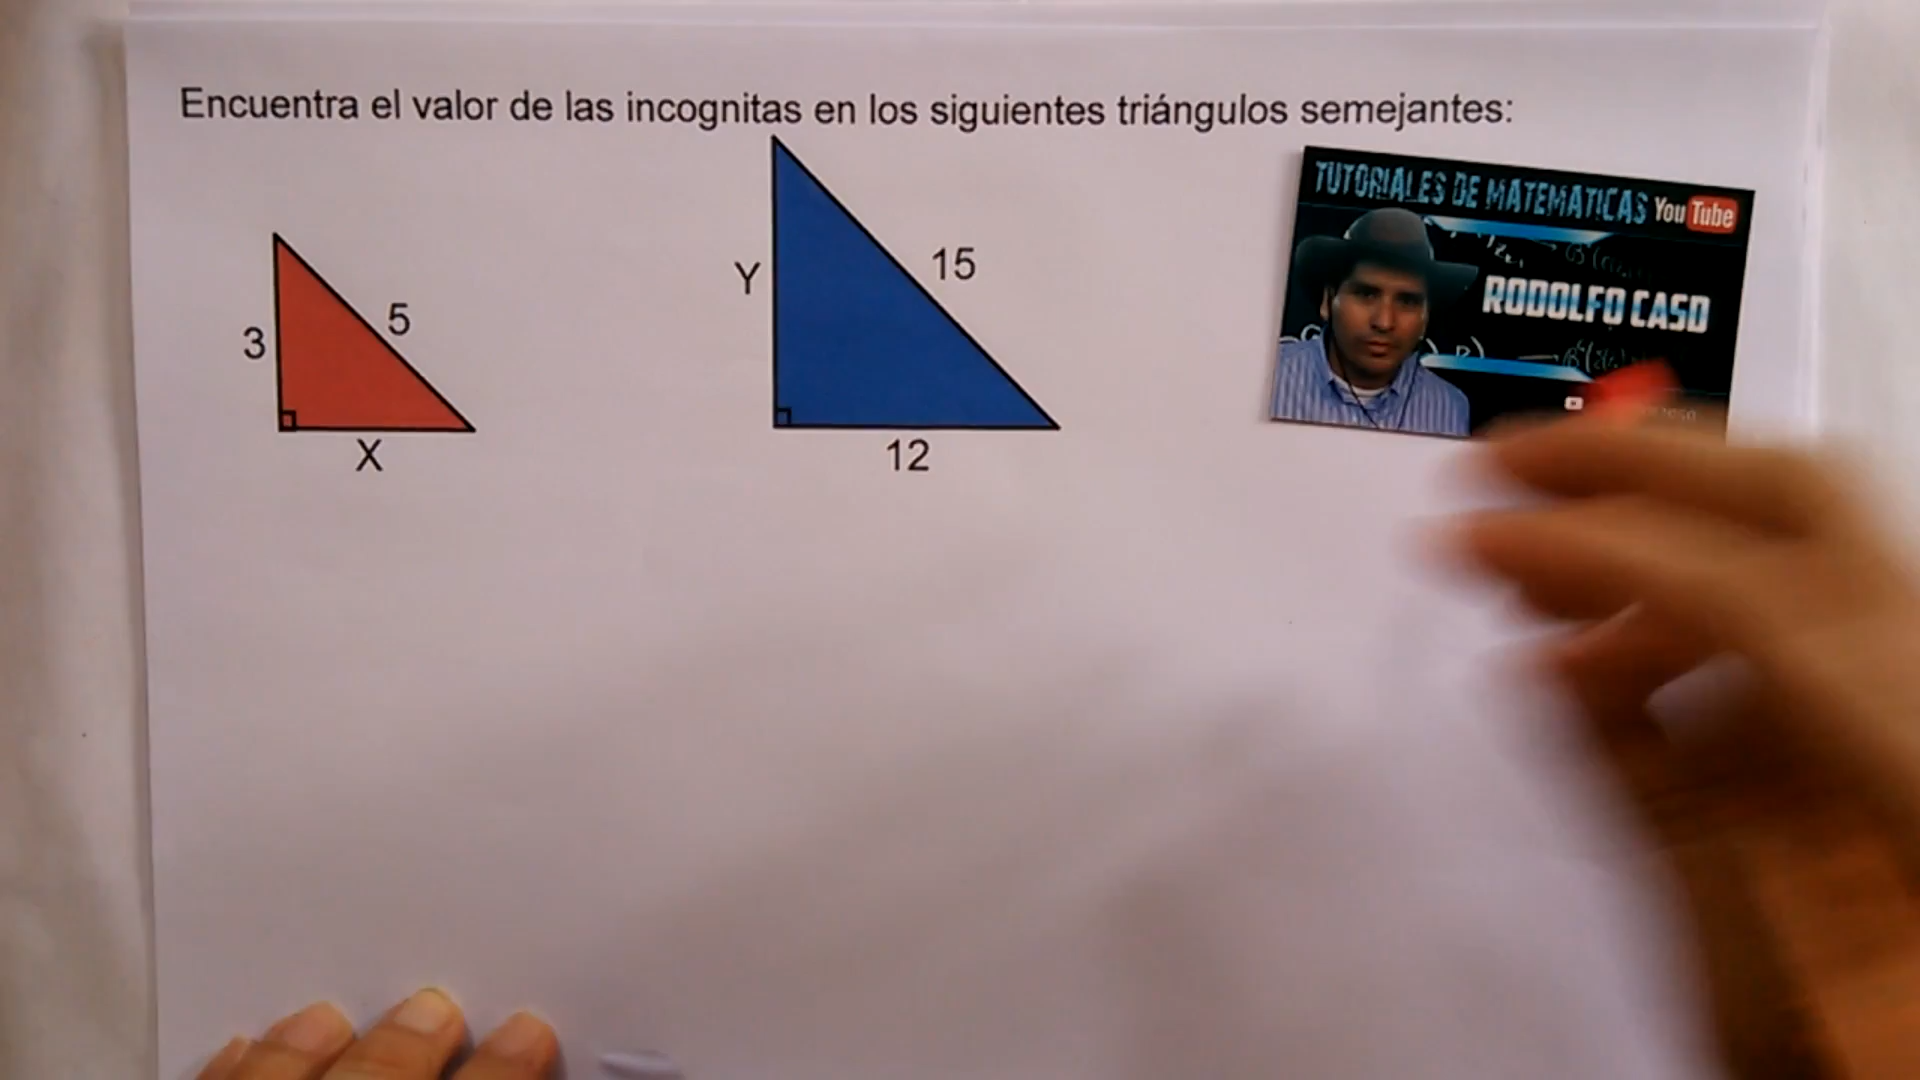 Encuentra el valor de las incognitas en los siguientes triángulos semejantes:
3
5
X
Y
15
12
TUTORIALES DE MATEMATICAS YouTube
RODOLFO CASO